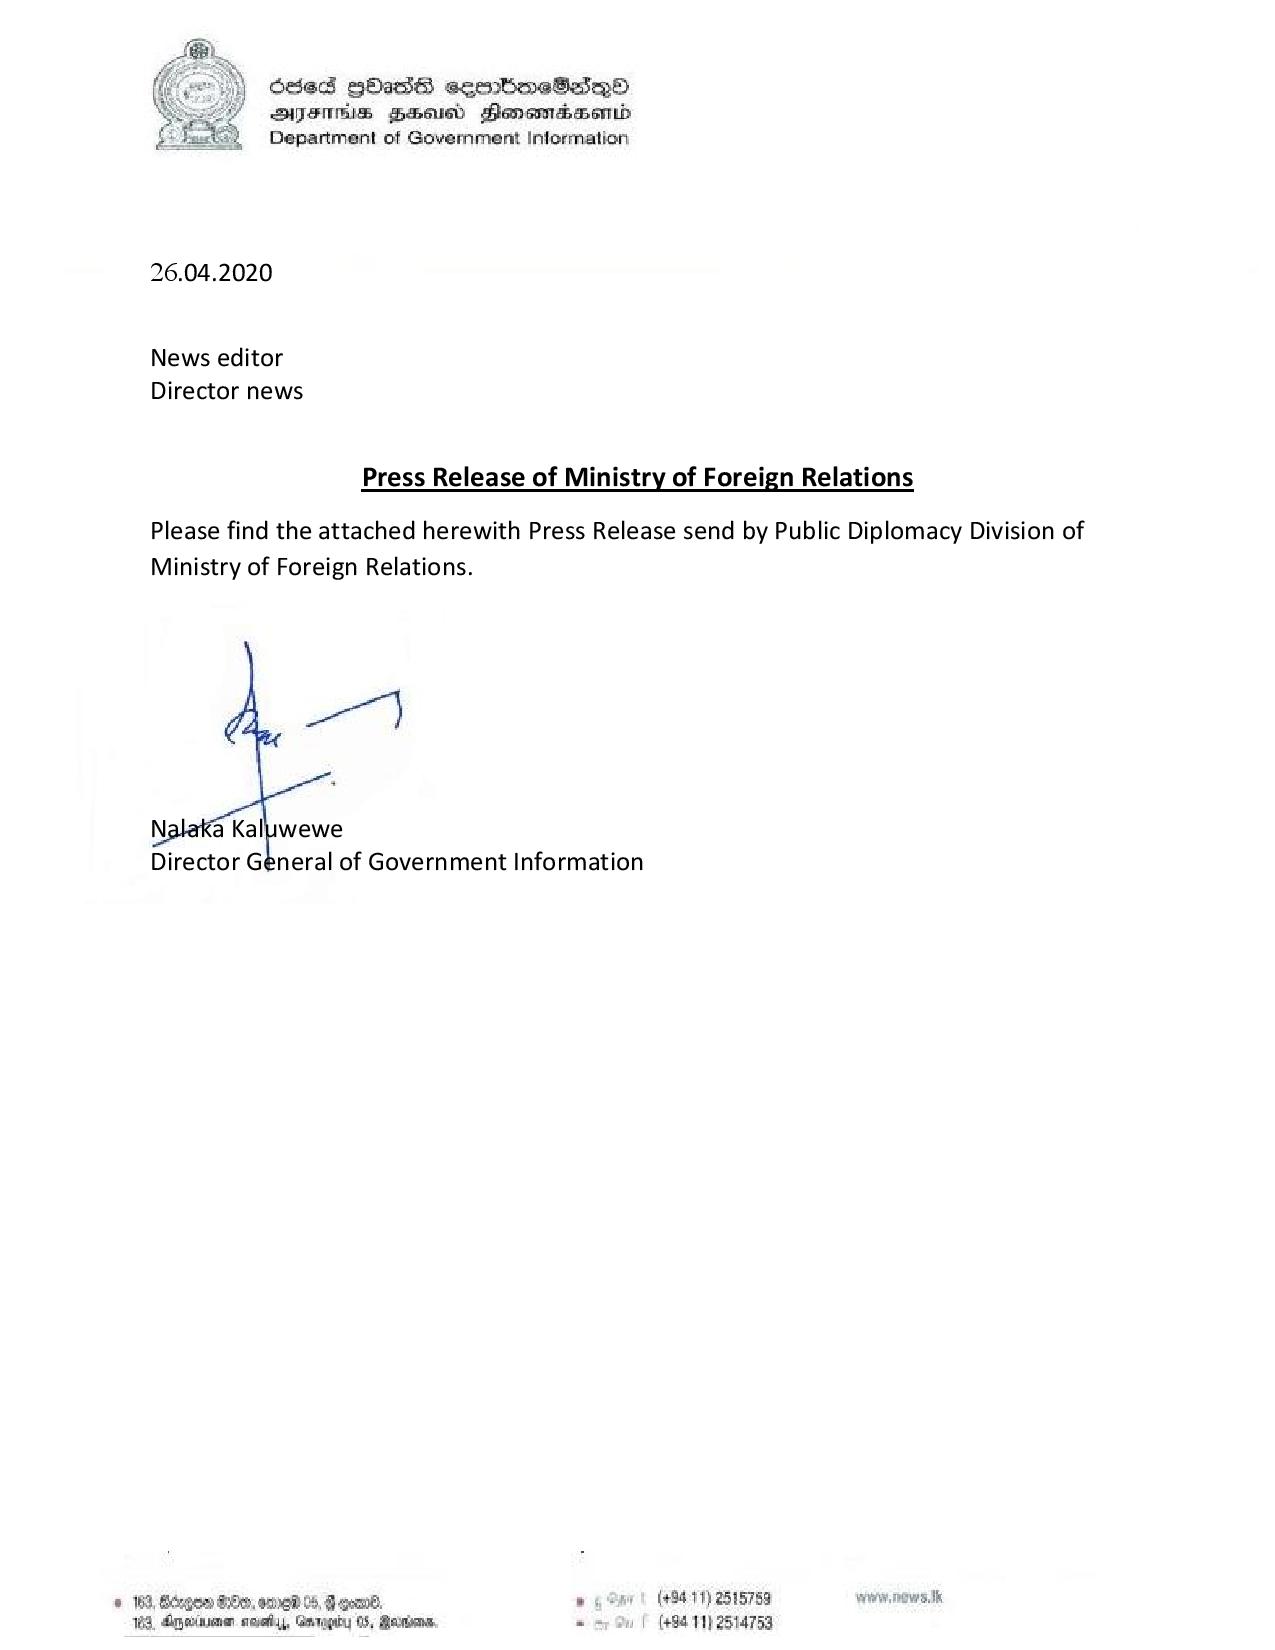 රජයේ ප්‍රවෘත්ති දෙපාර්තමේන්තුව
அரசாங்க தகவல் திணைக்களம்
Department of Government Information
26.04.2020
News editor
Director news
Press Release of Ministry of Foreign Relations
Please find the attached herewith Press Release send by Public Diplomacy Division of
Ministry of Foreign Relations.
Nalaka Kaluwewe
Director General of Government Information
163, කිරුලපන මාවත, කොළඹ 05, ශ්‍රී ලංකාව.
163, கிருலப்பனை எவனியூ, கொழும்பு 05, இலங்கை.
(+94 11) 2515759
(+94 11) 2514753
www.news.lk